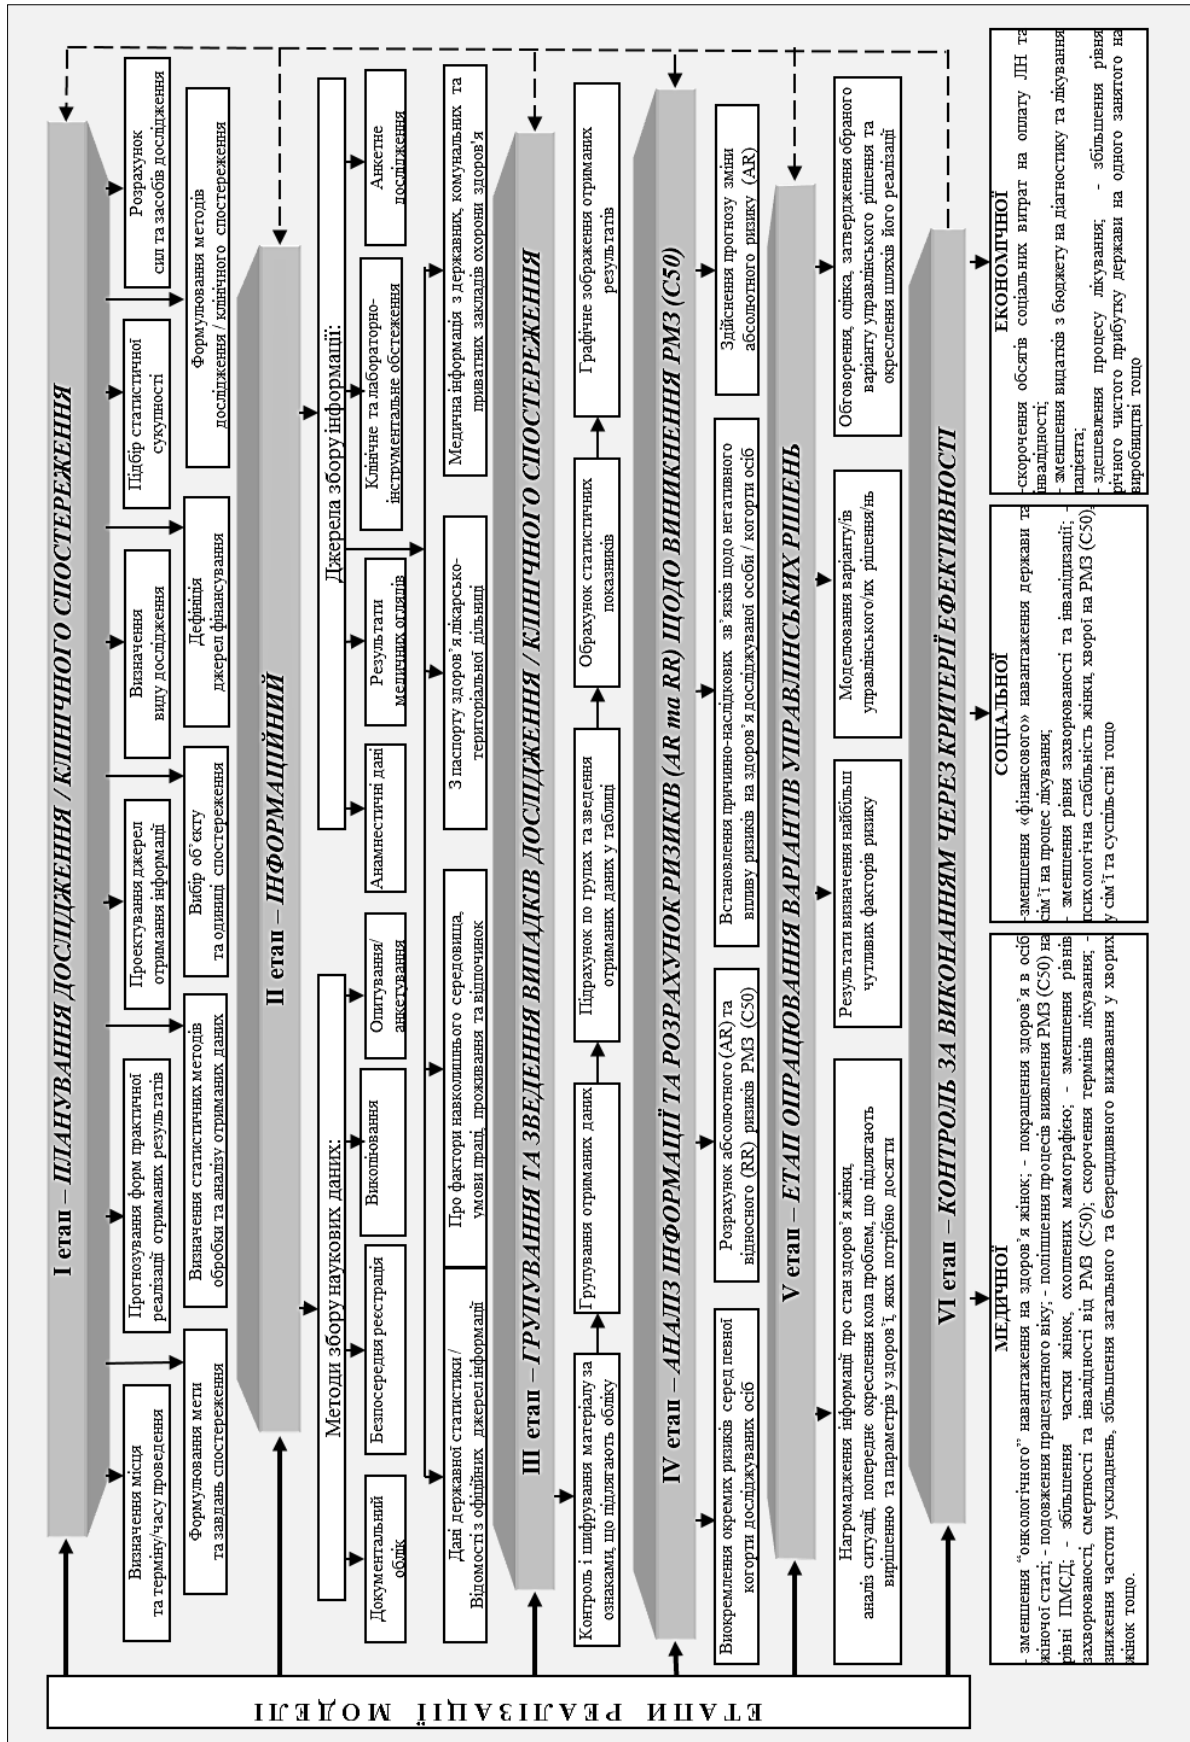 ЕТАПИ РЕАЛІЗАЦІЇ МОДЕЛІ
І етап – ПЛАНУВАННЯ ДОСЛІДЖЕННЯ / КЛІНІЧНОГО СПОСТЕРЕЖЕННЯ
Визначення місця
та терміну/часу проведення
Прогнозування форм практичної
реалізації отриманих результатів
Проектування джерел
отримання інформації
Визначення
виду дослідження
Підбір статистичної
сукупності
Розрахунок
сил та засобів дослідження
Формулювання мети
та завдань спостереження
Визначення статистичних методів
обробки та аналізу отриманих даних
Вибір об’єкту
та одиниці спостереження
Дефініція
джерел фінансування
Формулювання методів
дослідження / клінічного спостереження
ІІ етап – ІНФОРМАЦІЙНИЙ
Методи збору наукових даних:
Джерела збору інформації:
Документальний
облік
Безпосередня реєстрація
Викопіювання
Опитування/
анкетування
Анамнестичні дані
Результати
медичних оглядів
Клінічне та лабораторно-
інструментальне обстеження
Анкетне
дослідження
Дані державної статистики /
Відомості з офіційних джерел інформації
Про фактори навколишнього середовища,
умови праці, проживання та відпочинок
З паспорту здоров’я лікарсько-
територіальної дільниці
Медична інформація з державних, комунальних та
приватних закладів охорони здоров'я
ІІІ етап – ГРУПУВАННЯ ТА ЗВЕДЕННЯ ВИПАДКІВ ДОСЛІДЖЕННЯ / КЛІНІЧНОГО СПОСТЕРЕЖЕННЯ
Контроль і шифрування матеріалу за
ознаками, що підлягають обліку
Групування отриманих даних
Підрахунок по групах та зведення
отриманих даних у таблиці
Обрахунок статистичних
показників
Графічне зображення отриманих
результатів
IV етап – АНАЛІЗ ІНФОРМАЦІЇ ТА РОЗРАХУНОК РИЗИКІВ (AR та RR) ЩОДО ВИНИКНЕННЯ РМЗ (С50)
Виокремлення окремих ризиків серед певної
когорти досліджуваних осіб
Розрахунок абсолютного (AR) та
відносного (RR) ризиків РМЗ (С50)
Встановлення причинно-наслідкових зв’язків щодо негативного
впливу ризиків на здоров’я досліджуваної особи / когорти осіб
Здійснення прогнозу зміни
абсолютного ризику (AR)
V етап – ЕТАП ОПРАЦЮВАННЯ ВАРІАНТІВ УПРАВЛІНСЬКИХ РІШЕНЬ
Нагромадження інформації про стан здоров’я жінки,
аналіз ситуації, попереднє окреслення кола проблем, що підлягають
вирішенню та параметрів у здоров’ї, яких потрібно досягти
Результати визначення найбільш
чутливих факторів ризику
Моделювання варіанту/ів
управлінського/их рішення/нь
Обговорення, оцінка, затвердження обраного
варіанту управлінського рішення та
окреслення шляхів його реалізації
VI етап – КОНТРОЛЬ ЗА ВИКОНАННЯМ ЧЕРЕЗ КРИТЕРІЇ ЕФЕКТИВНОСТІ
МЕДИЧНОЇ
- зменшення “онкологічного” навантаження на здоров’я жінок; - покращення здоров’я в осіб
жіночої статі; - подовження працездатного віку; - поліпшення процесів виявлення РМЗ (С50) на
рівні ПМСД; - збільшення частки жінок, охоплених мамографією; - зменшення рівнів
захворюваності, смертності та інвалідності від РМЗ (С50); скорочення термінів лікування; -
зниження частоти ускладнень, збільшення загального та безрецидивного виживання у хворих
жінок тощо.
СОЦІАЛЬНОЇ
-зменшення «фінансового» навантаження держави та
сім’ї на процес лікування;
- зменшення рівня захворюваності та інвалідизації; -
психологічна стабільність жінки, хворої на РМЗ (С50),
у сім’ї та суспільстві тощо
ЕКОНОМІЧНОЇ
-скорочення обсягів соціальних витрат на оплату ЛН та
інвалідності;
- зменшення видатків з бюджету на діагностику та лікування
пацієнта;
- здешевлення процесу лікування; - збільшення рівня
річного чистого прибутку держави на одного занятого на
виробництві тощо